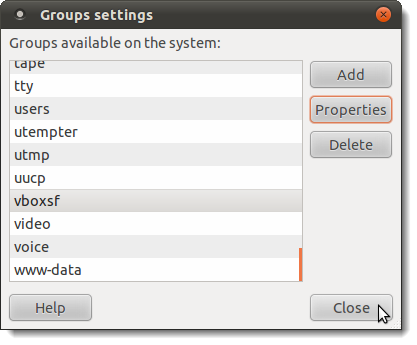 Groups settings
Groups available on the system:
tape
tty
users
utempter
utmp
uucp
vboxsf
video
voice
www-data
Add
Properties
Delete
Help
Close